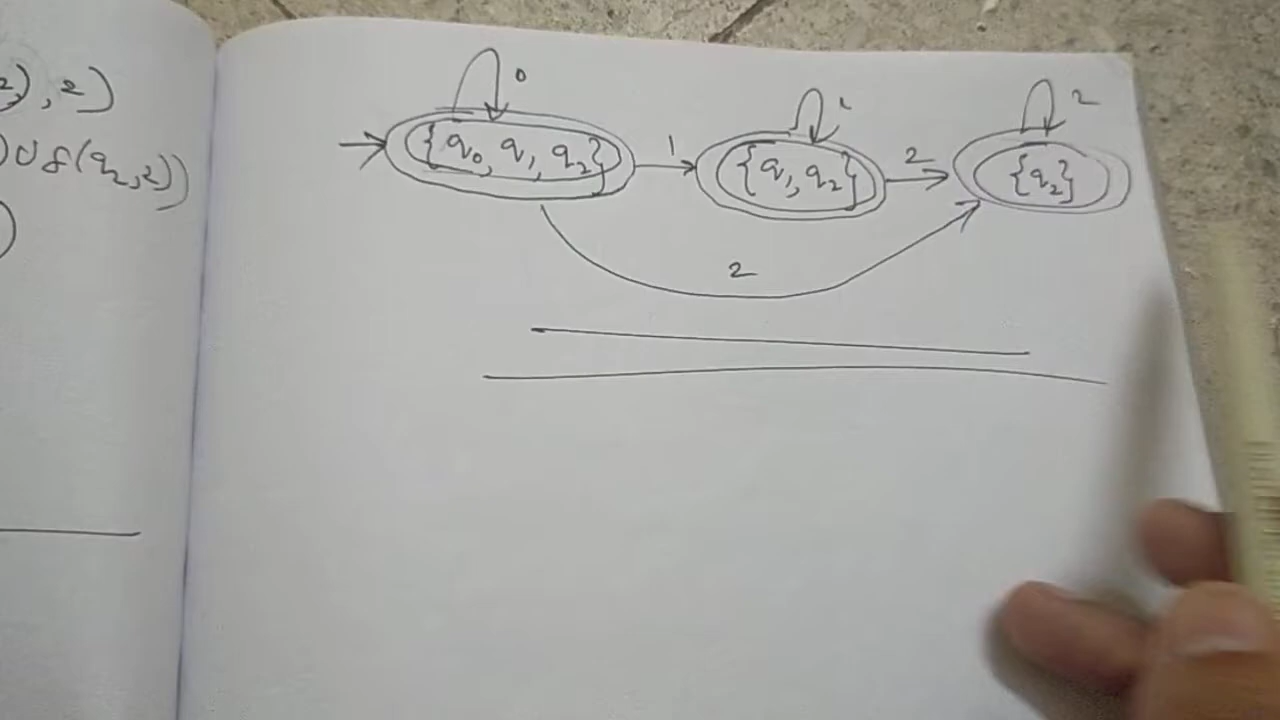 2), 2)
) ∪ δ(q2, 2))
)
0
1
2
{q0, q1, q2}
1
{q1, q2}
2
{q2}
2